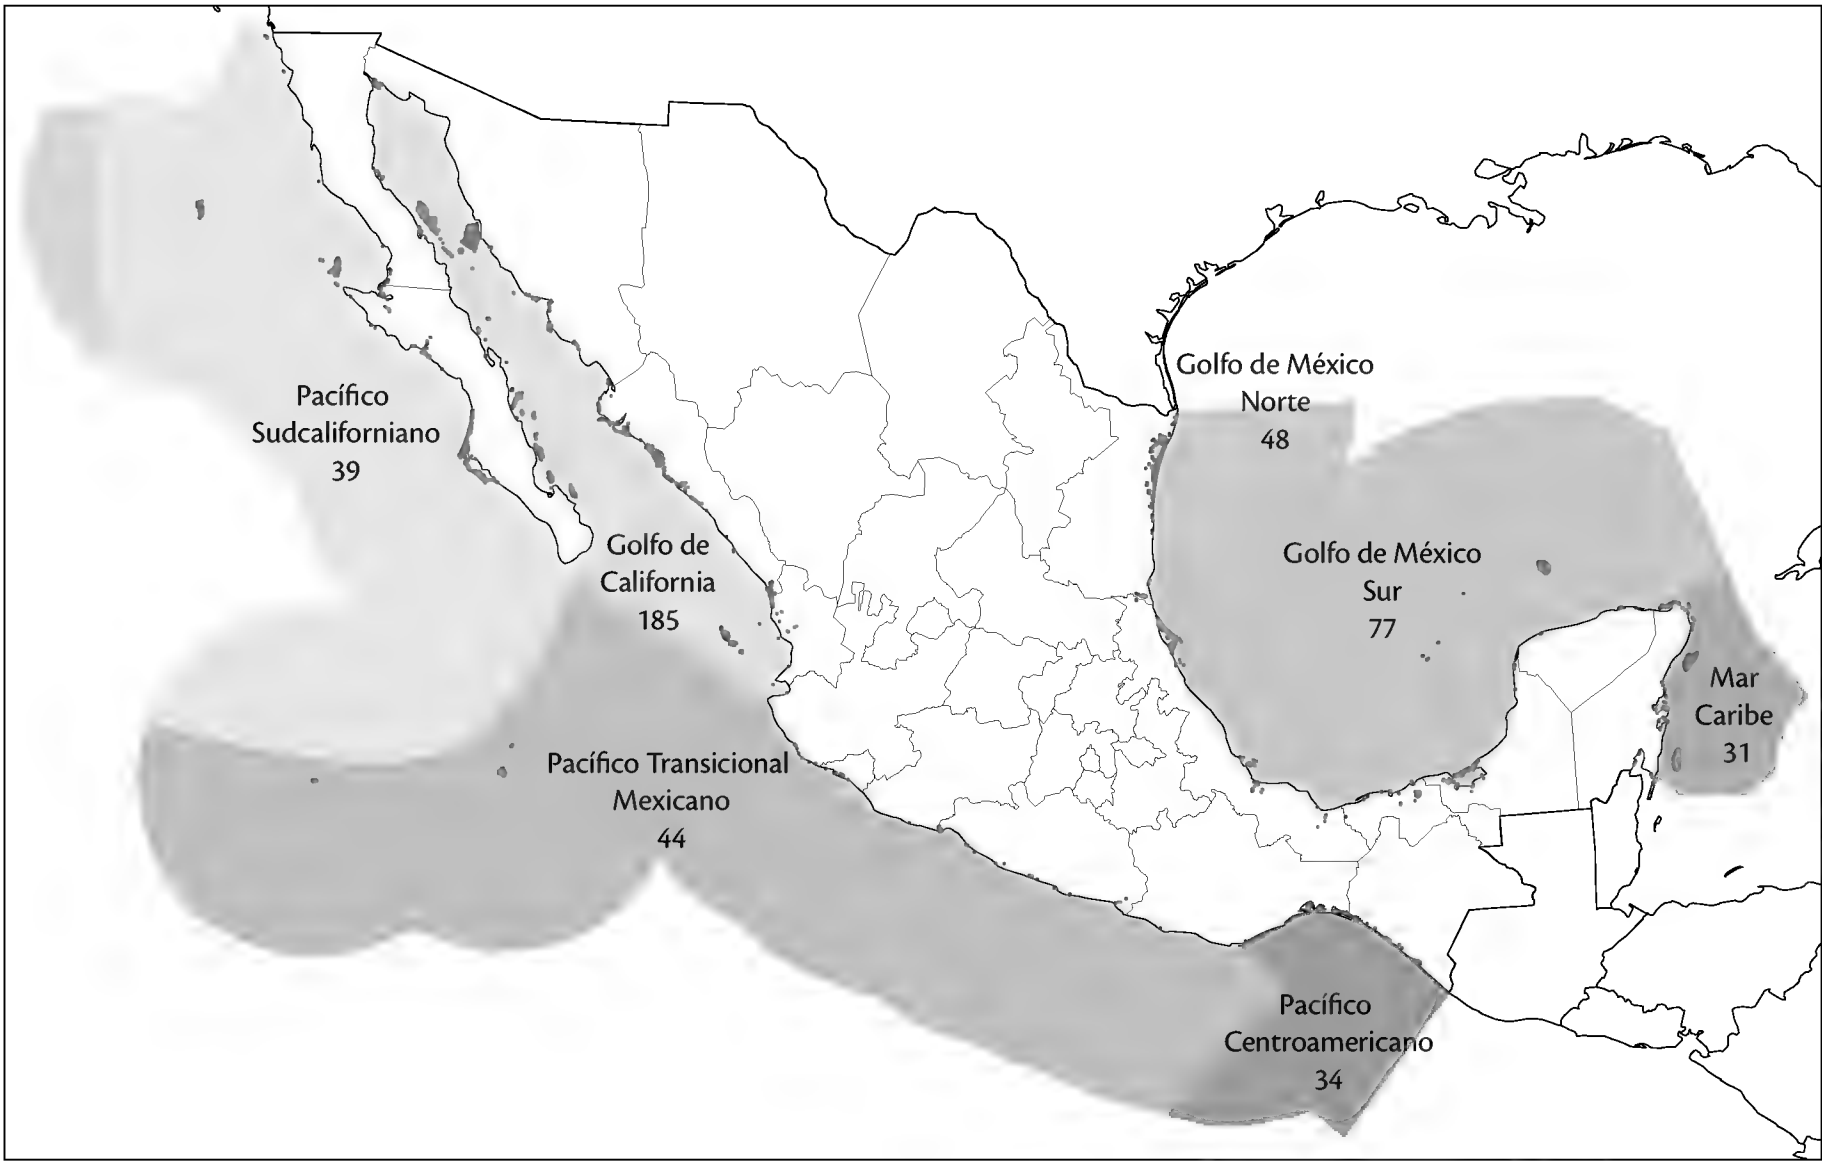 Golfo de México
Norte
48
Pacífico
Sudcaliforniano
39
Golfo de
California
185
Golfo de México
Sur
77
Mar
Caribe
31
Pacífico Transicional
Mexicano
44
Pacífico
Centroamericano
34